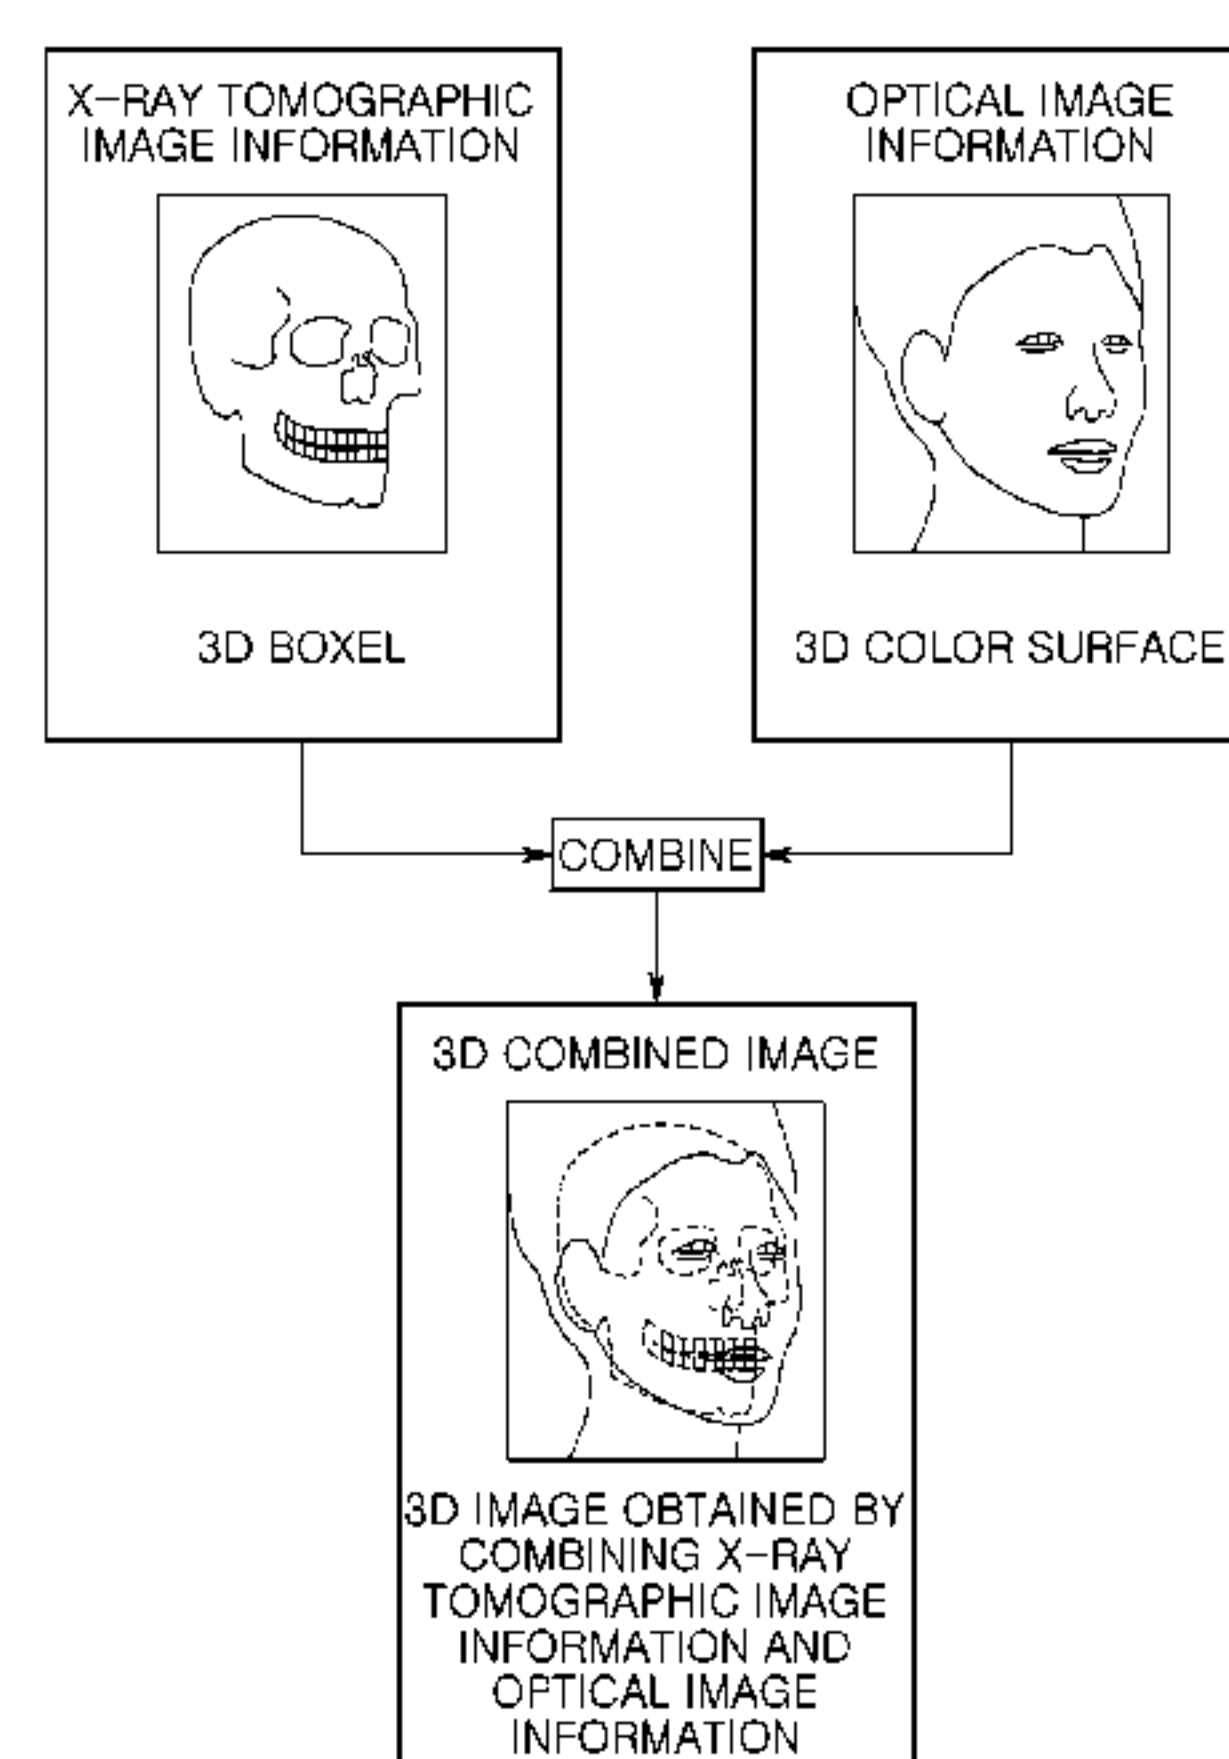 X-RAY TOMOGRAPHIC
IMAGE INFORMATION
3D BOXEL
OPTICAL IMAGE
INFORMATION
3D COLOR SURFACE
COMBINE
3D COMBINED IMAGE
3D IMAGE OBTAINED BY
COMBINING X-RAY
TOMOGRAPHIC IMAGE
INFORMATION AND
OPTICAL IMAGE
INFORMATION